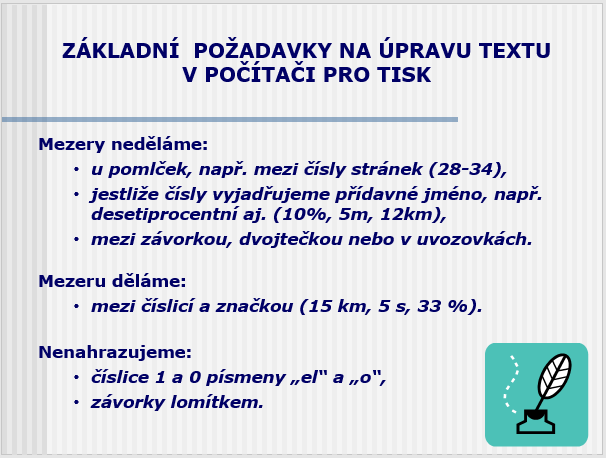 ZÁKLADNÍ  POŽADAVKY NA ÚPRAVU TEXTU
V POČÍTAČI PRO TISK
Mezery neděláme:
• u pomlček, např. mezi čísly stránek (28–34),
• jestliže čísly vyjadřujeme přídavné jméno, např.
desetiprocentní aj. (10%, 5m, 12km),
• mezi závorkou, dvojtečkou nebo v uvozovkách.
Mezeru děláme:
• mezi číslicí a značkou (15 km, 5 s, 33 %).
Nenahrazujeme:
• číslice 1 a 0 písmeny „el“ a „o“,
• závorky lomítkem.